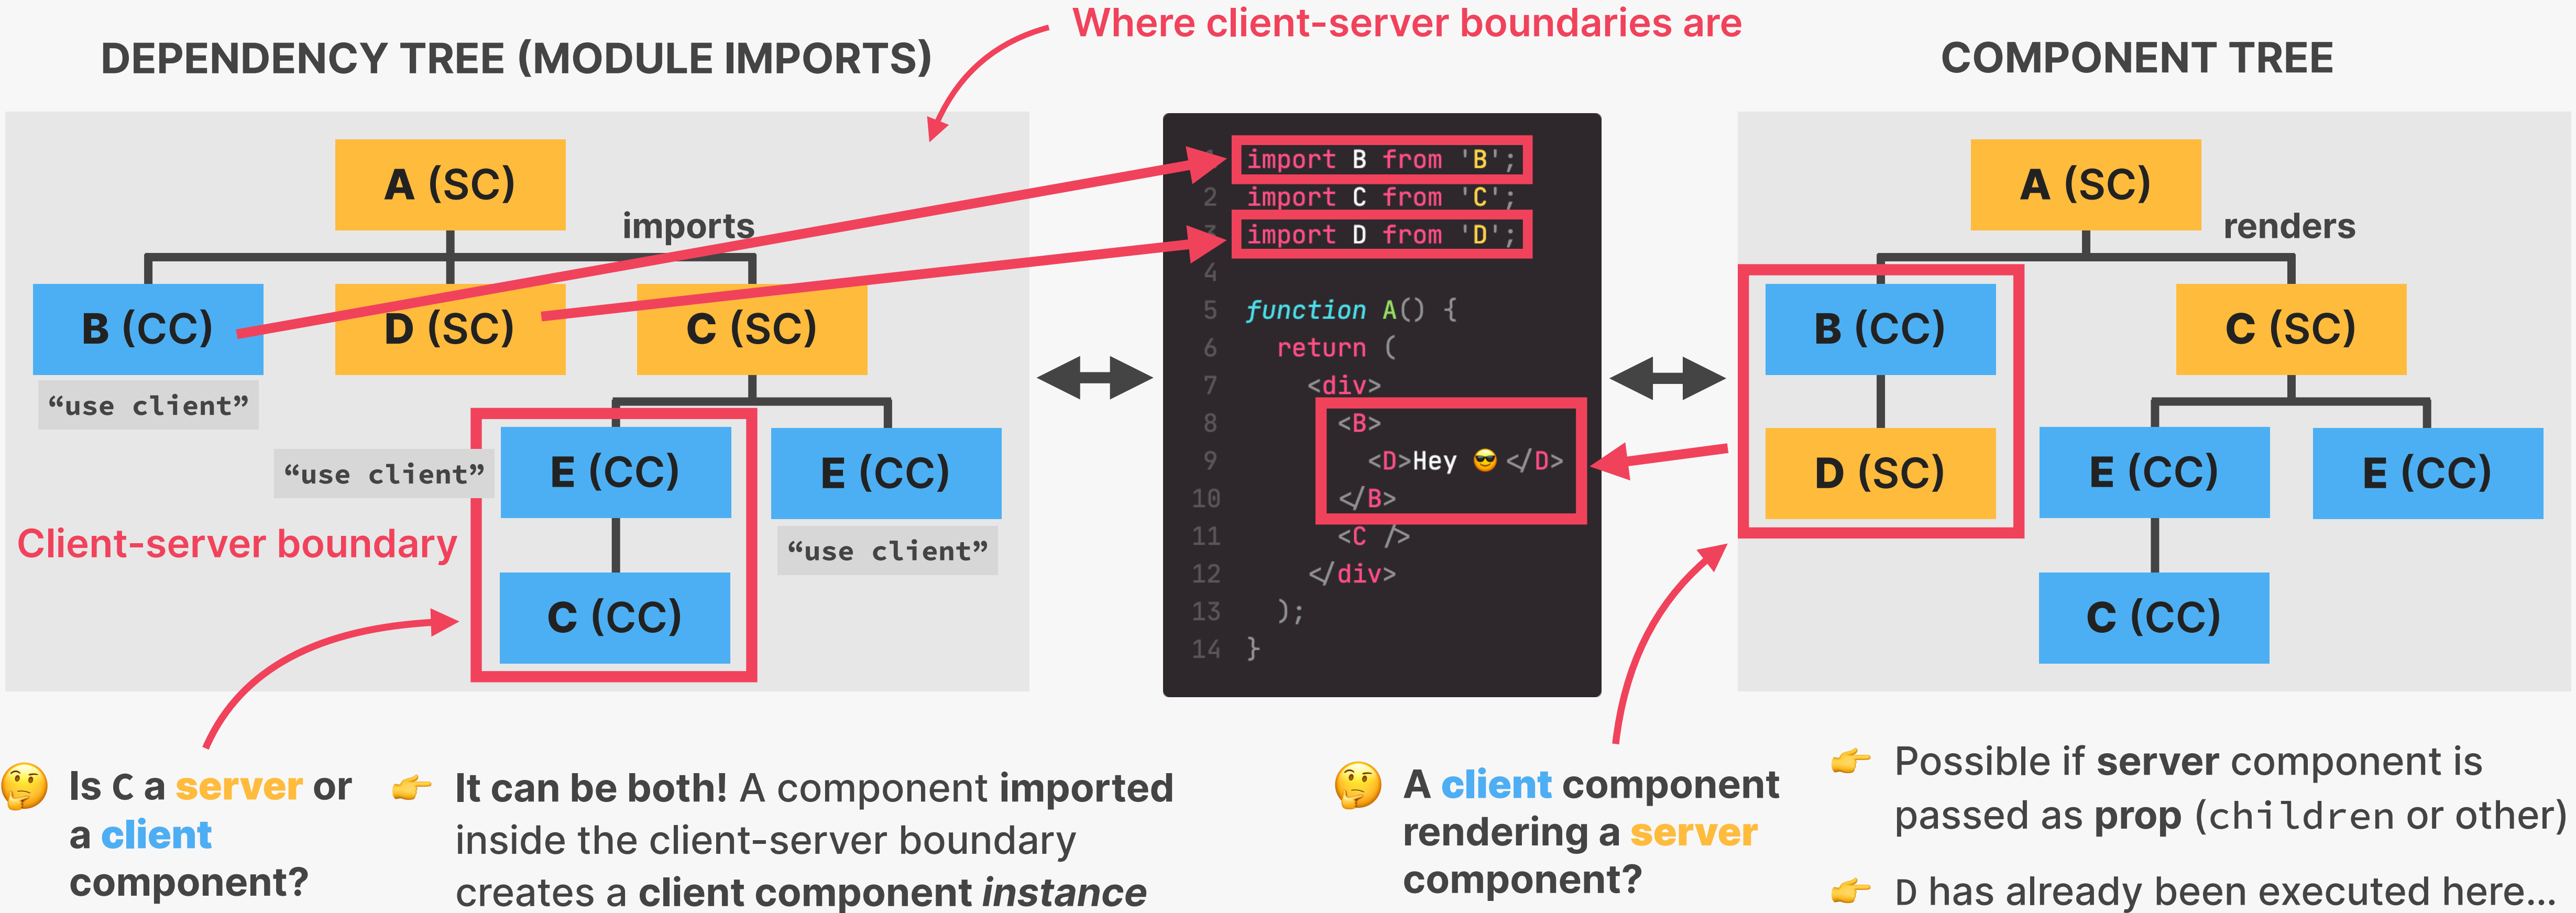 Where client-server boundaries are
DEPENDENCY TREE (MODULE IMPORTS)
A (SC)
imports
B (CC)
D (SC)
C (SC)
“use client”
“use client”
E (CC)
E (CC)
Client-server boundary
“use client”
C (CC)
import B from 'B';
2 import C from 'C';
3 import D from 'D';
4
5 function A() {
6 return (
7 <div>
8 <B>
9 <D>Hey 😎</D>
10 </B>
11 <C />
12 </div>
13 );
14 }
COMPONENT TREE
A (SC)
renders
B (CC)
C (SC)
D (SC)
E (CC)
E (CC)
C (CC)
🤔 Is C a server or
a client
component?
👉 It can be both! A component imported
inside the client-server boundary
creates a client component instance
🤔 A client component
rendering a server
component?
👉 Possible if server component is
passed as prop (children or other)
👉 D has already been executed here...